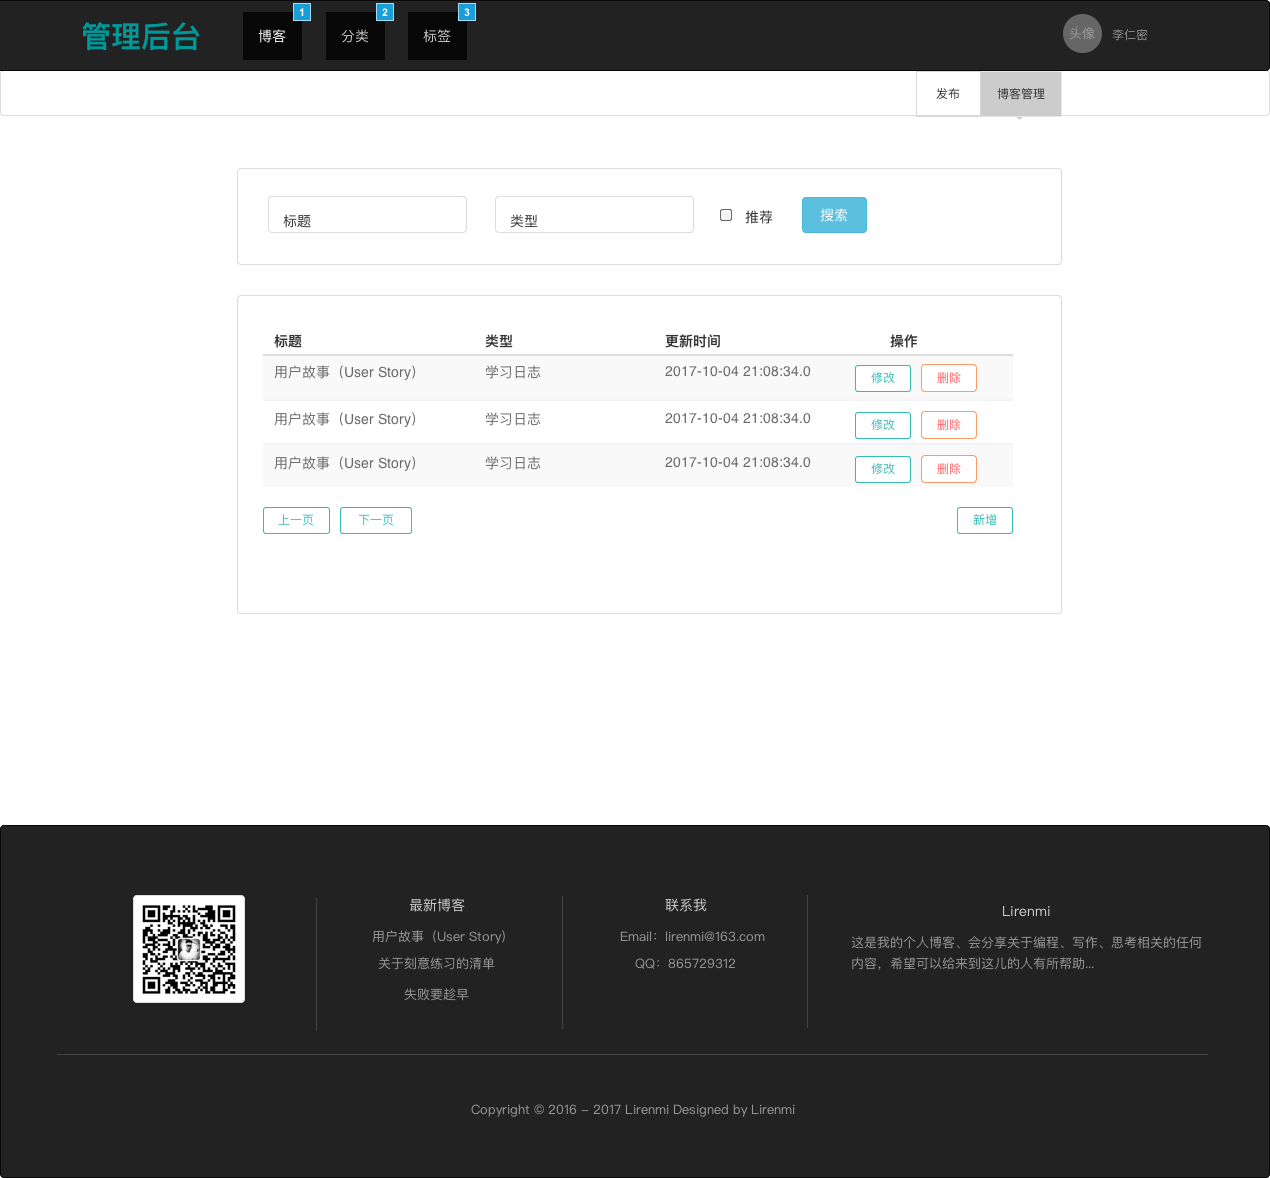 管理后台 博客 1 分类 2 标签 3 头像 李仁密
发布 博客管理
标题 类型 推荐 搜索
标题 类型 更新时间 操作
用户故事（User Story） 学习日志 2017-10-04 21:08:34.0 修改 删除
用户故事（User Story） 学习日志 2017-10-04 21:08:34.0 修改 删除
用户故事（User Story） 学习日志 2017-10-04 21:08:34.0 修改 删除
上一页 下一页 新增
最新博客
用户故事（User Story）
关于刻意练习的清单
失败要趁早
联系我
Email：lirenmi@163.com
QQ：865729312
Lirenmi
这是我的个人博客、会分享关于编程、写作、思考相关的任何
内容，希望可以给来到这儿的人有所帮助...
Copyright © 2016 - 2017 Lirenmi Designed by Lirenmi